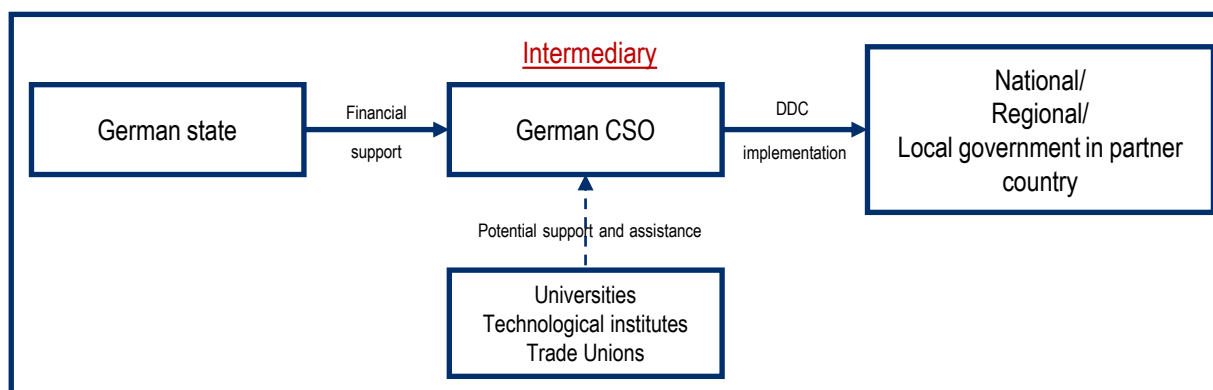 Intermediary
German state
Financial
support
German CSO
DDC
implementation
National/
Regional/
Local government in partner
country
Potential support and assistance
Universities
Technological institutes
Trade Unions